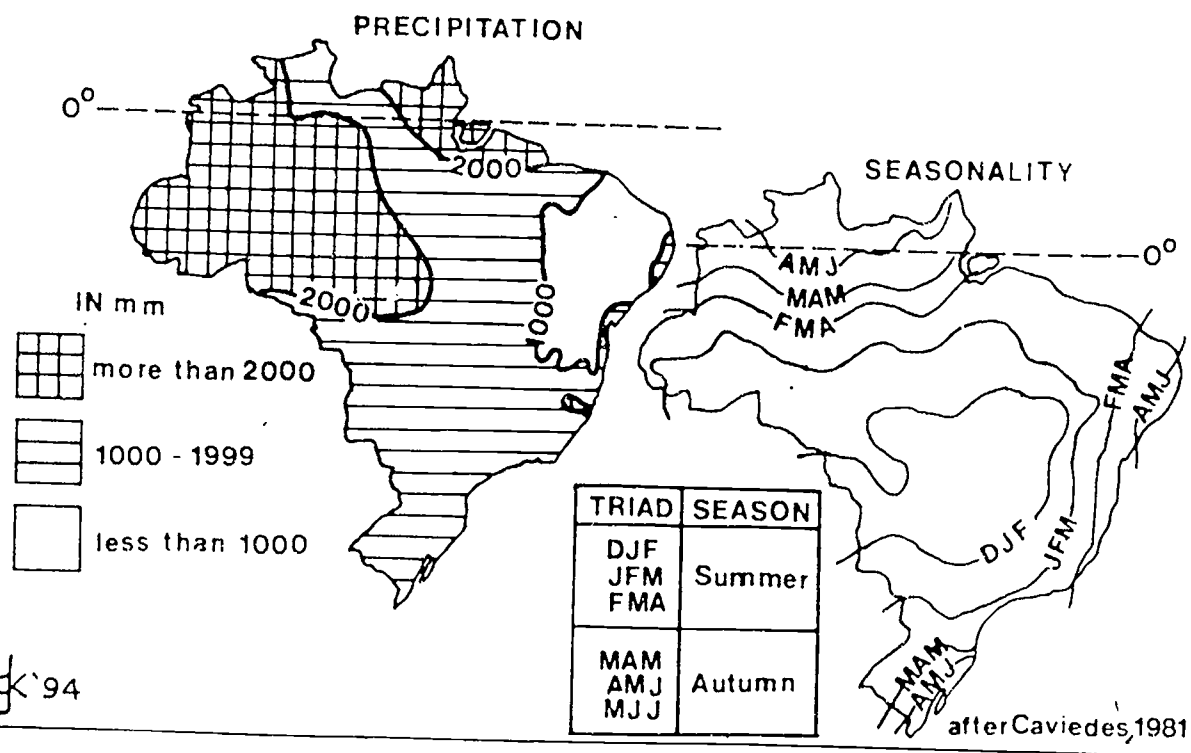 PRECIPITATION
0°
2000
2000
1000
IN mm
more than 2000
1000 - 1999
less than 1000
K '94
SEASONALITY
0°
AMJ
MAM
FMA
FMA
AMJ
DJF
JFM
MAM
AMJ
TRIAD SEASON
DJF
JFM
FMA
Summer
MAM
AMJ
MJJ
Autumn
after Caviedes, 1981